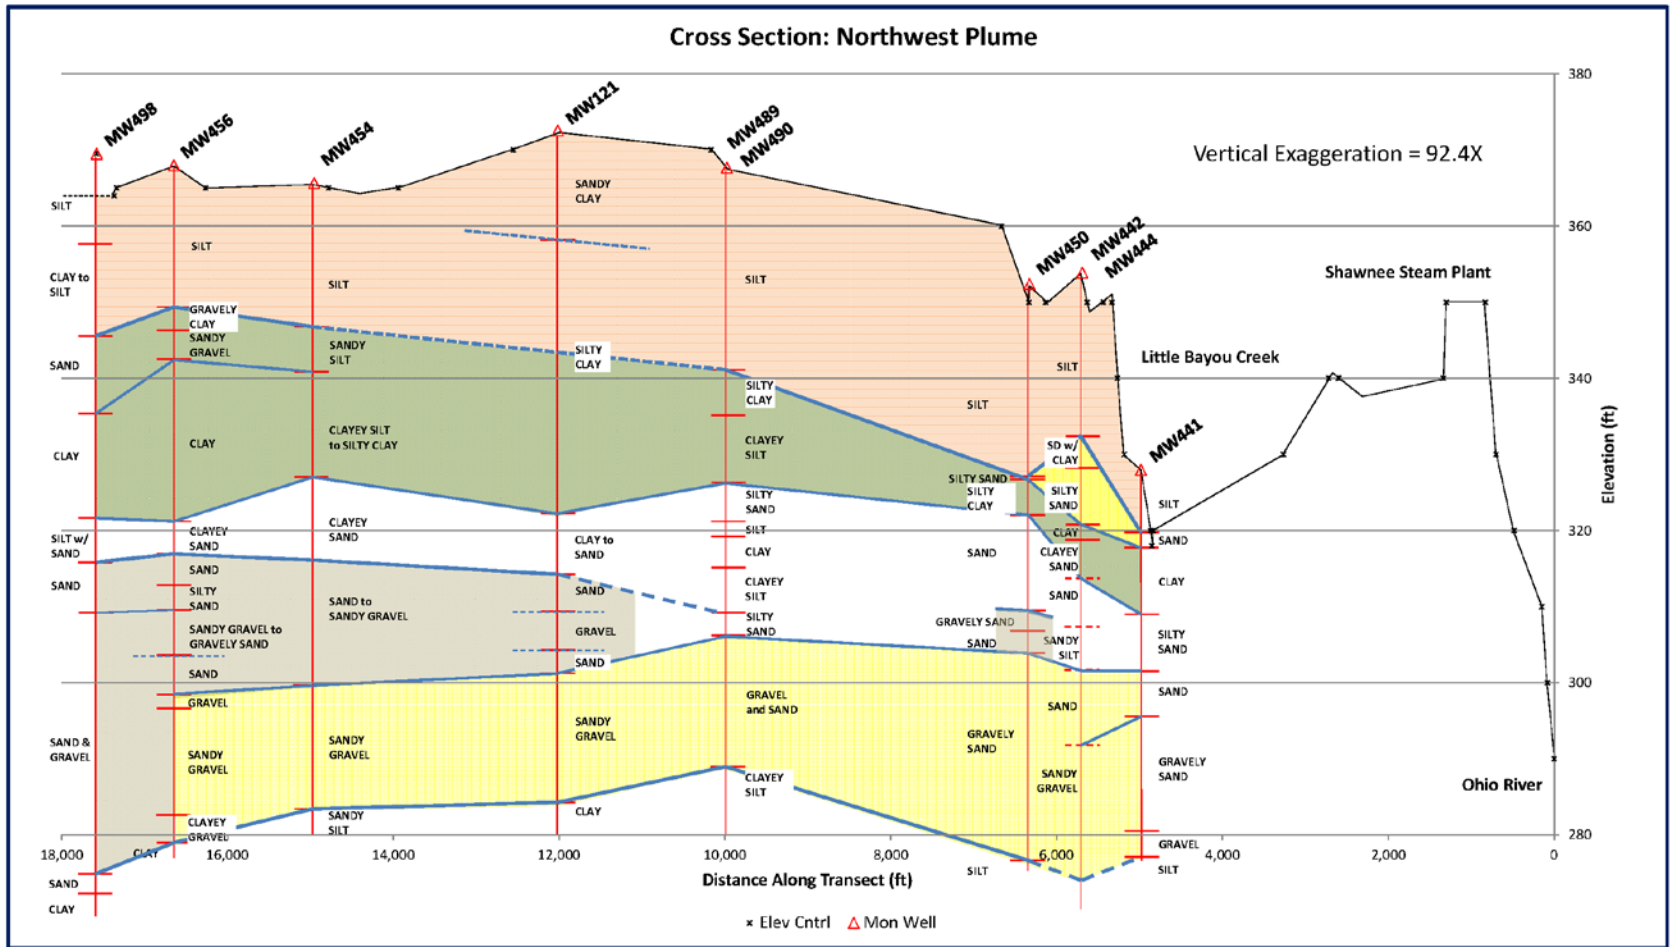 Cross Section: Northwest Plume
380
MW498
MW456
MW454
MW121
MW489
MW490
Vertical Exaggeration = 92.4X
SANDY
CLAY
SILT
360
SILT
MW450
MW442
MW444
CLAY to
SILT
SILT
SILT
Shawnee Steam Plant
GRAVELY
CLAY
SANDY
GRAVEL
SANDY
SILT
SILTY
CLAY
SAND
SILT
Little Bayou Creek
340
SILTY
CLAY
SILT
Elevation (ft)
CLAY
CLAY
CLAYEY SILT
to SILTY CLAY
CLAYEY
SILT
SD w/
CLAY
MW441
SILTY SAND
SILTY
CLAY
SILTY
SAND
SILTY
SAND
SILT
320
CLAYEY
SAND
CLAYEY
SAND
SILT
CLAY
SILT w/
SAND
CLAY to
SAND
CLAY
SAND
CLAYEY
SAND
SAND
SAND
SAND
SILTY
SAND
SAND
CLAYEY
SILT
SAND
CLAY
SAND to
SANDY GRAVEL
SILTY
SAND
GRAVELY SAND
SANDY GRAVEL to
GRAVELY SAND
GRAVEL
SAND
SANDY
SILT
SILTY
SAND
SAND
SAND
300
GRAVEL
GRAVEL
and SAND
SAND
SAND
SAND &
GRAVEL
SANDY
GRAVEL
SANDY
GRAVEL
SANDY
GRAVEL
GRAVELY
SAND
SANDY
GRAVEL
GRAVELY
SAND
CLAYEY
SILT
Ohio River
CLAYEY
GRAVEL
SANDY
SILT
CLAY
280
GRAVEL
CLAY
18,000
16,000
14,000
12,000
10,000
8,000
6,000
4,000
2,000
0
SILT
SILT
SAND
CLAY
Distance Along Transect (ft)
Elev Cntrl
Mon Well